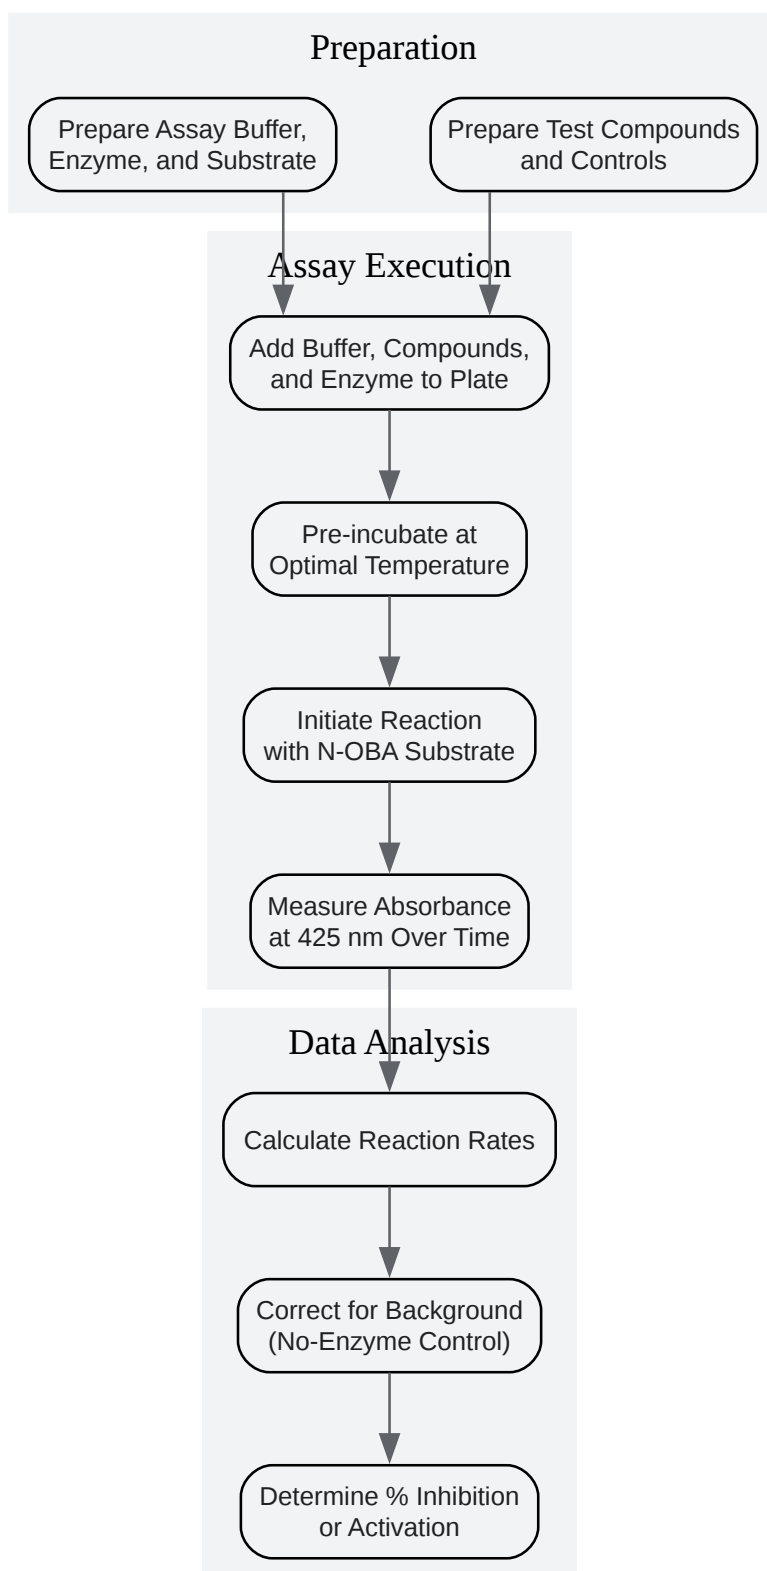 Preparation
Prepare Assay Buffer,
Enzyme, and Substrate
Prepare Test Compounds
and Controls
Assay Execution
Add Buffer, Compounds,
and Enzyme to Plate
Pre-incubate at
Optimal Temperature
Initiate Reaction
with N-OBA Substrate
Measure Absorbance
at 425 nm Over Time
Data Analysis
Calculate Reaction Rates
Correct for Background
(No-Enzyme Control)
Determine % Inhibition
or Activation